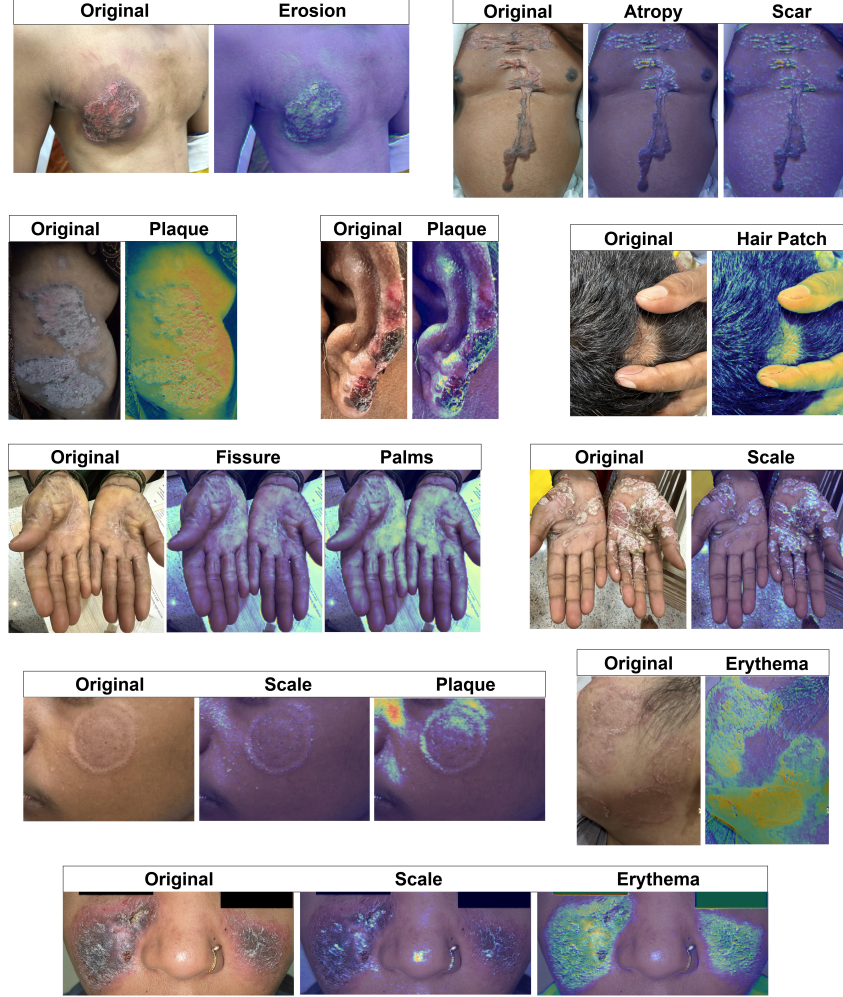 Original Erosion
Original Atropy Scar
Original Plaque
Original Plaque
Original Hair Patch
Original Fissure Palms
Original Scale
Original Scale Plaque
Original Erythema
Original Scale Erythema